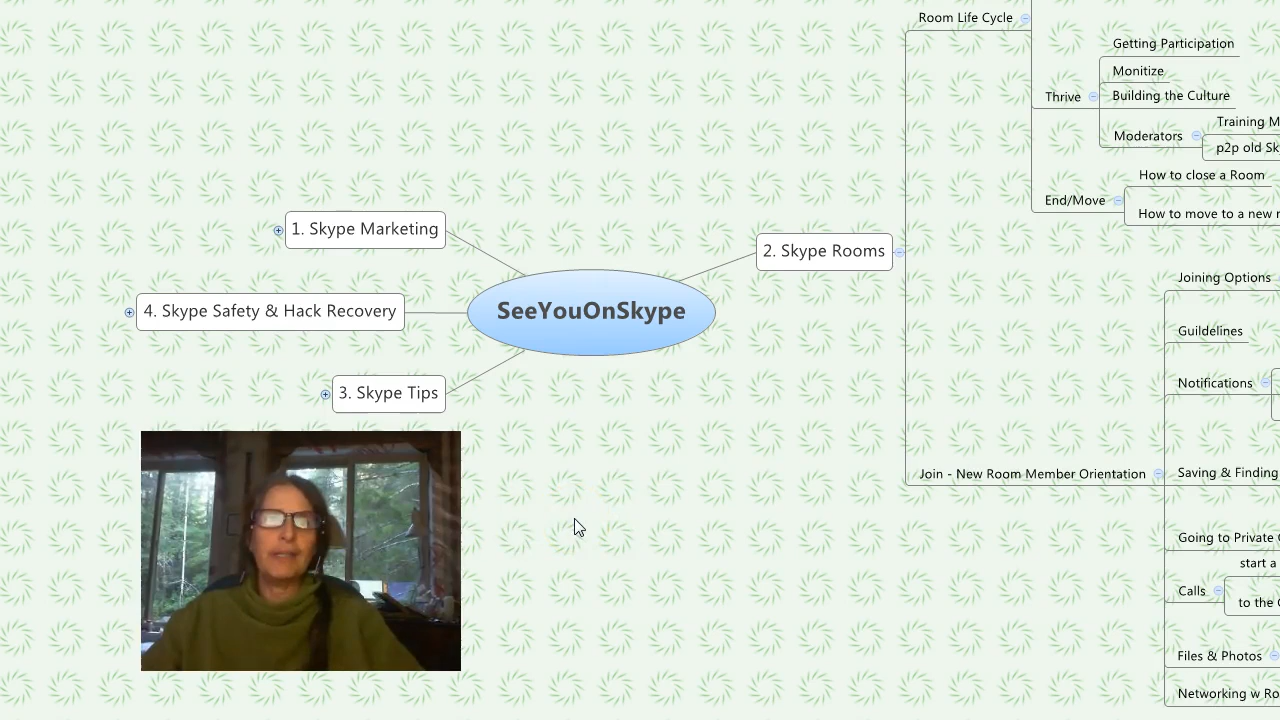 Room Life Cycle
Getting Participation
Monitize
Thrive
Building the Culture
Training M
Moderators
p2p old Sk
How to close a Room
End/Move
How to move to a new
1. Skype Marketing
2. Skype Rooms
4. Skype Safety & Hack Recovery
SeeYouOnSkype
3. Skype Tips
Joining Options
Guildelines
Notifications
Join - New Room Member Orientation
Saving & Finding
Going to Private
start a
Calls
to the
Files & Photos
Networking w Ro